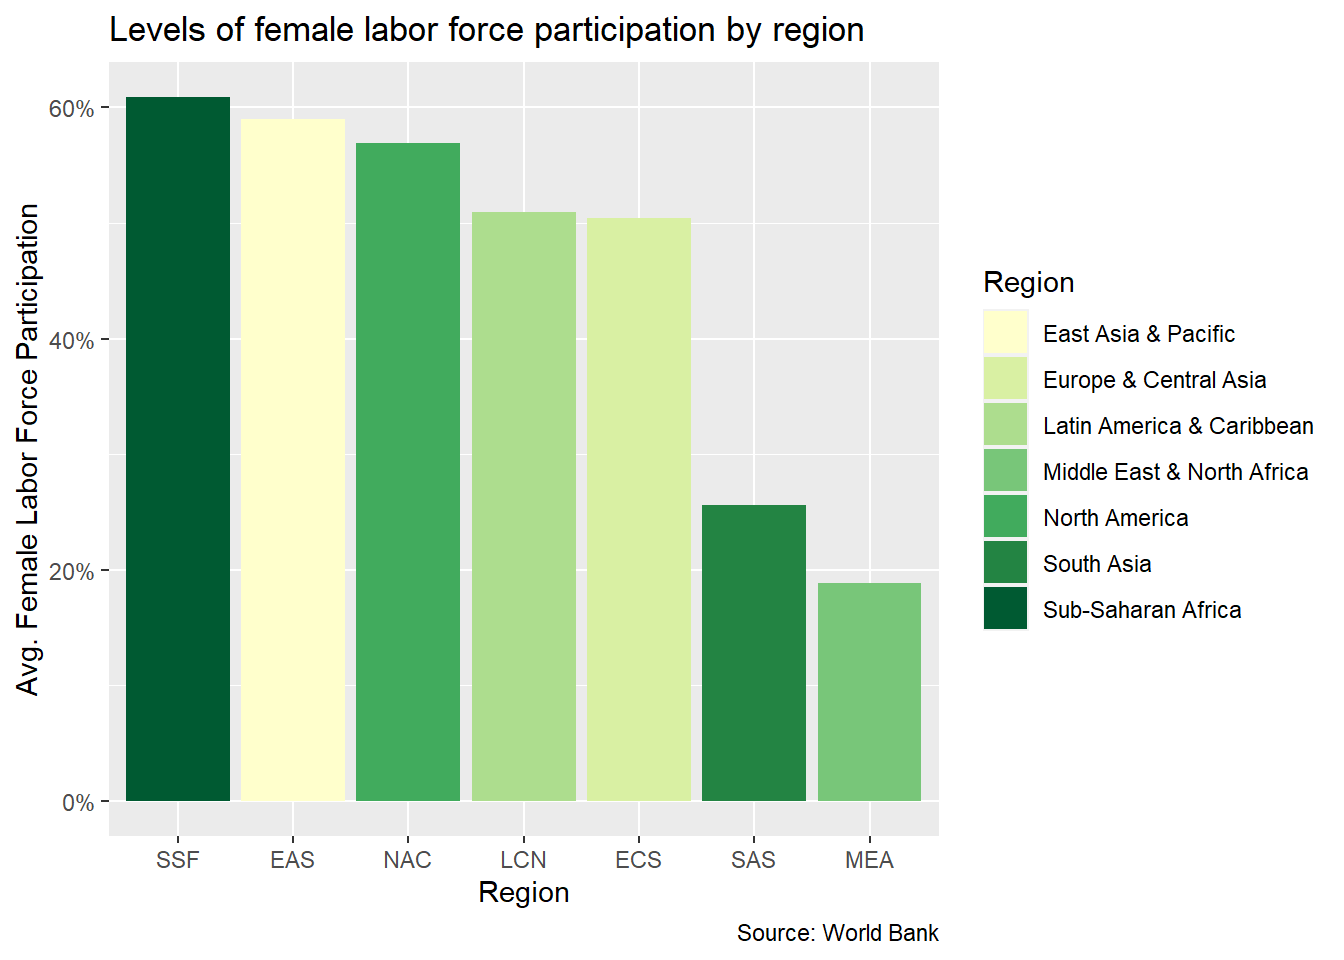 Levels of female labor force participation by region
Avg. Female Labor Force Participation
60%
40%
20%
0%
SSF
EAS
NAC
LCN
ECS
SAS
MEA
Region
Source: World Bank
Region
East Asia & Pacific
Europe & Central Asia
Latin America & Caribbean
Middle East & North Africa
North America
South Asia
Sub-Saharan Africa